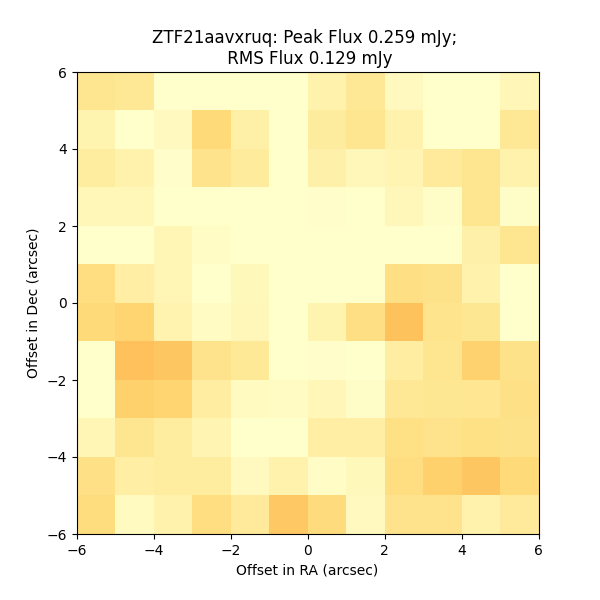 ZTF21aavxruq: Peak Flux 0.259 mJy;
RMS Flux 0.129 mJy
6
4
2
0
−2
−4
−6
Offset in Dec (arcsec)
−6 −4 −2 0 2 4 6
Offset in RA (arcsec)